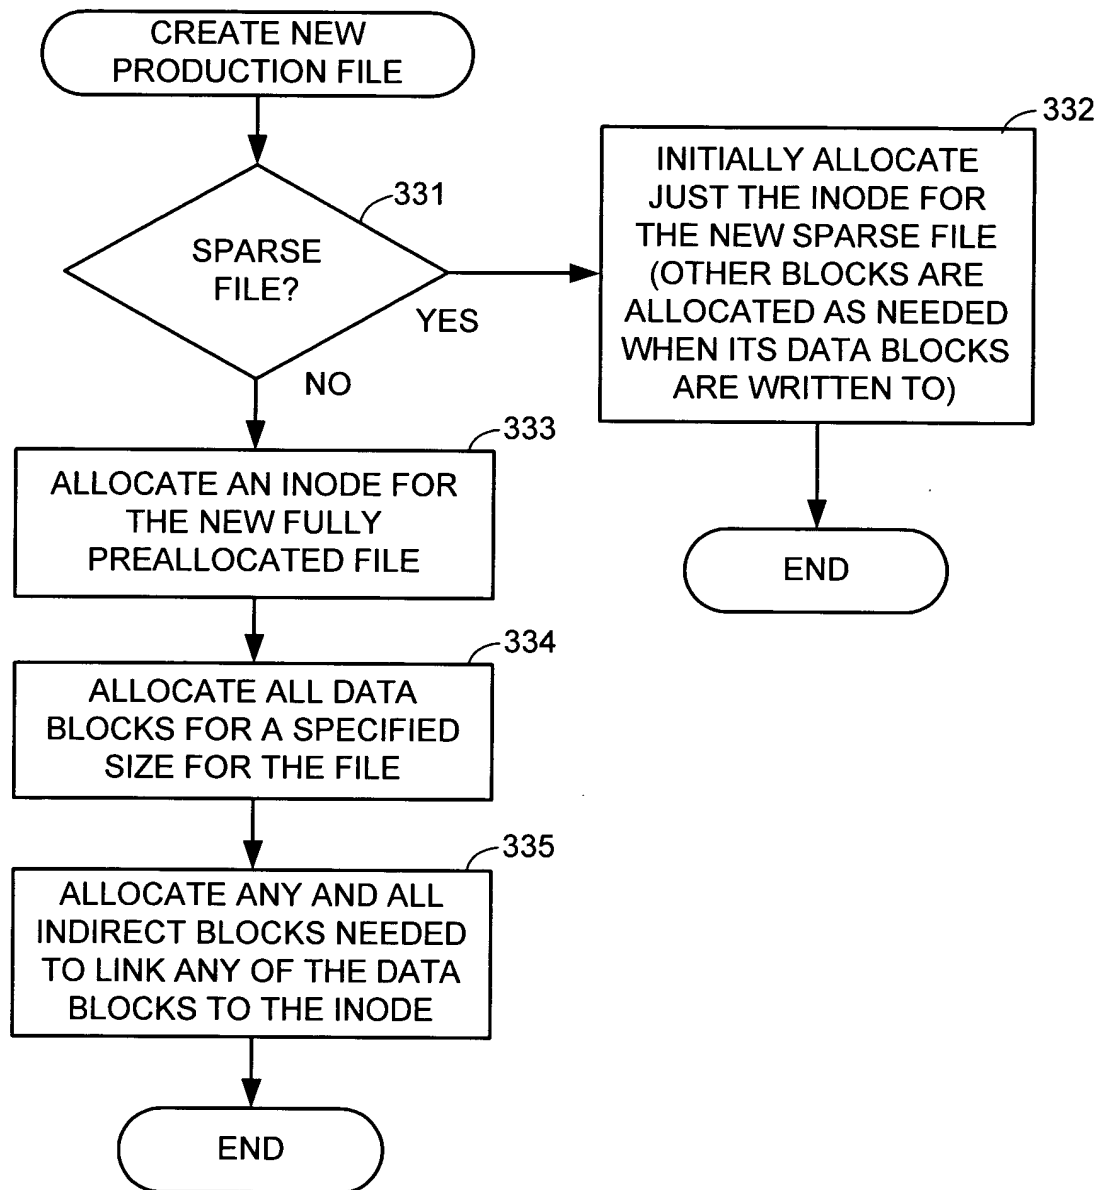 CREATE NEW
PRODUCTION FILE
331
SPARSE
FILE?
YES
NO
332
INITIALLY ALLOCATE
JUST THE INODE FOR
THE NEW SPARSE FILE
(OTHER BLOCKS ARE
ALLOCATED AS NEEDED
WHEN ITS DATA BLOCKS
ARE WRITTEN TO)
END
333
ALLOCATE AN INODE FOR
THE NEW FULLY
PREALLOCATED FILE
334
ALLOCATE ALL DATA
BLOCKS FOR A SPECIFIED
SIZE FOR THE FILE
335
ALLOCATE ANY AND ALL
INDIRECT BLOCKS NEEDED
TO LINK ANY OF THE DATA
BLOCKS TO THE INODE
END